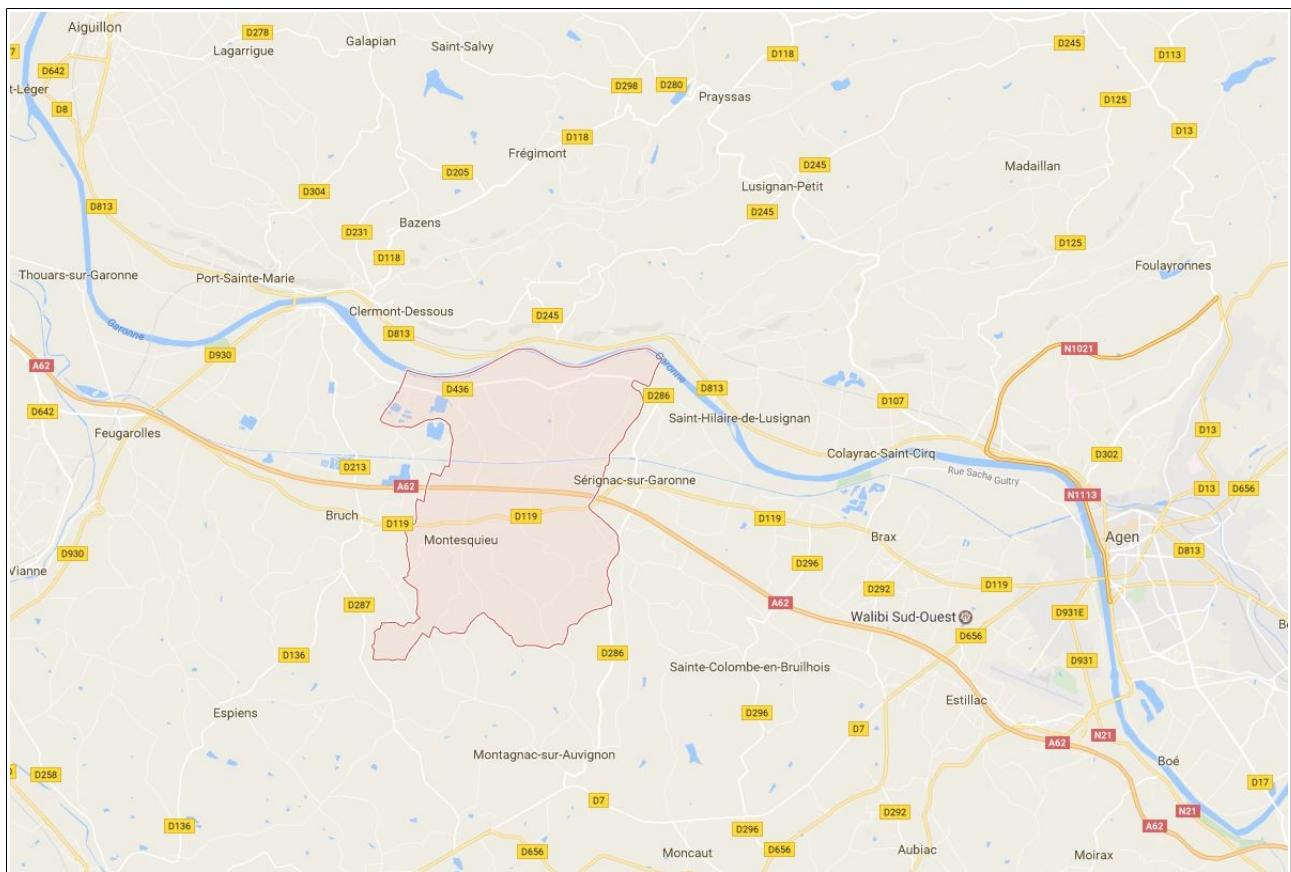 Aiguillon
D278
Galapian
Lagarrigue
Saint-Salvy
D118
D245
D113
7
D642
t-Léger
D8
D298
D280
Prayssas
D125
D13
D118
Frégimont
D205
D304
D245
Lusignan-Petit
Madaillan
D813
D231
Bazens
D118
D245
D125
Foulayronnes
Thouars-sur-Garonne
Port-Sainte-Marie
Clermont-Dessous
D245
D813
Garonne
D930
A62
N1021
Garonne
D436
D286
D813
D107
D642
Saint-Hilaire-de-Lusignan
Feugarolles
D13
D213
Colayrac-Saint-Cirq
D302
Rue Sacha Guitry
A62
Sérignac-sur-Garonne
D13
D656
N1113
Bruch
D119
D119
D119
Montesquieu
Brax
Agen
D813
D930
Vianne
D296
D292
D119
D287
A62
Walibi Sud-Ouest
D931E
B
D656
D136
D286
Sainte-Colombe-en-Bruilhois
D931
Espiens
D296
Estillac
D7
A62
N21
Montagnac-sur-Auvignon
Boé
D258
D17
D7
D136
D296
D292
N21
A62
D656
Moncaut
D656
Aubiac
Moirax